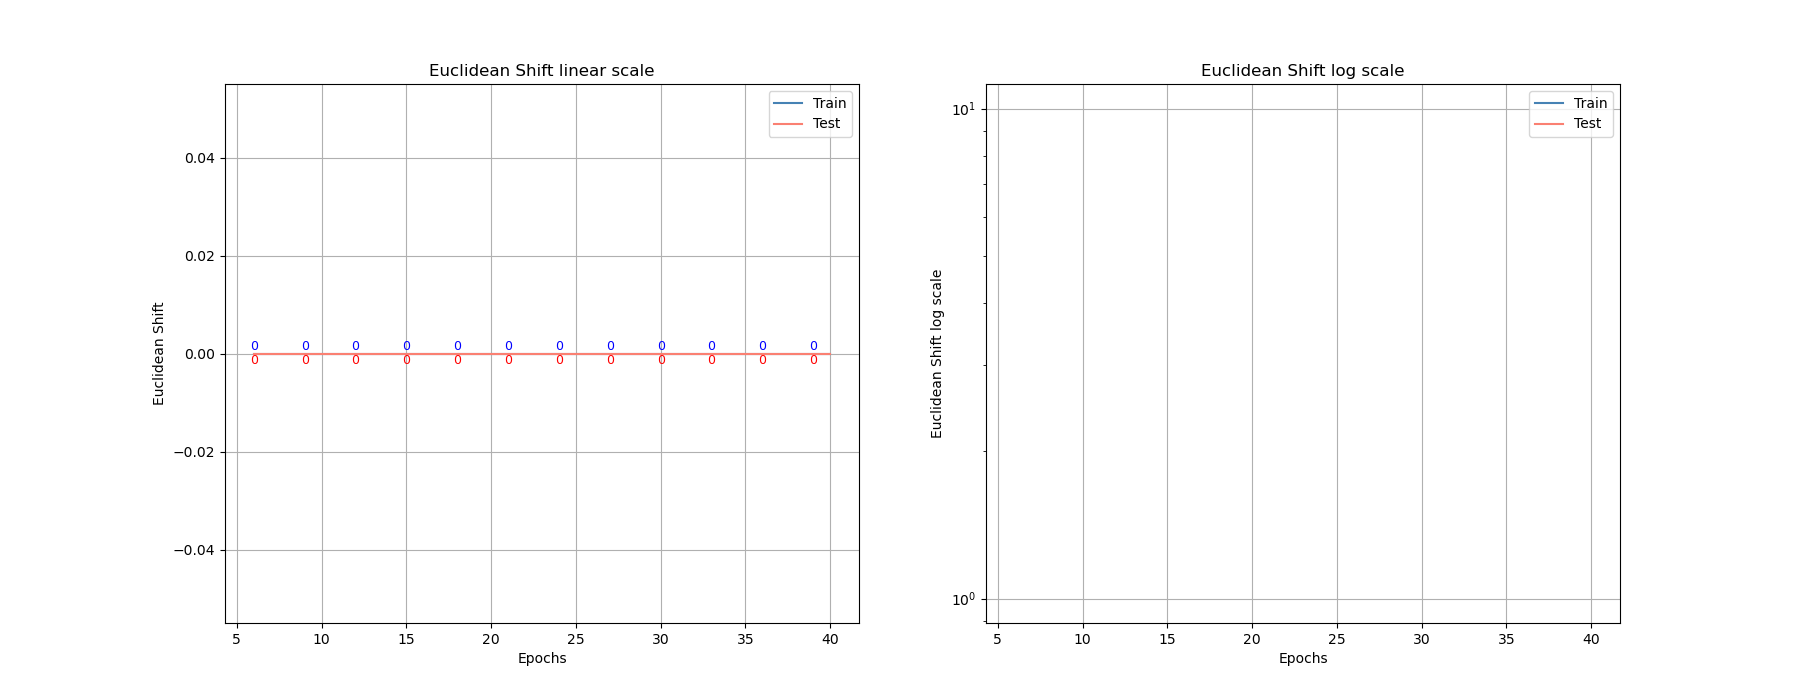 Euclidean Shift linear scale
Train
Test
0.04
0.02
0.00
−0.02
−0.04
0 0 0 0 0 0 0 0 0 0 0 0
0 0 0 0 0 0 0 0 0 0 0 0
Euclidean Shift
5 10 15 20 25 30 35 40
Epochs
Euclidean Shift log scale
Train
Test
10¹
10⁰
Euclidean Shift log scale
5 10 15 20 25 30 35 40
Epochs